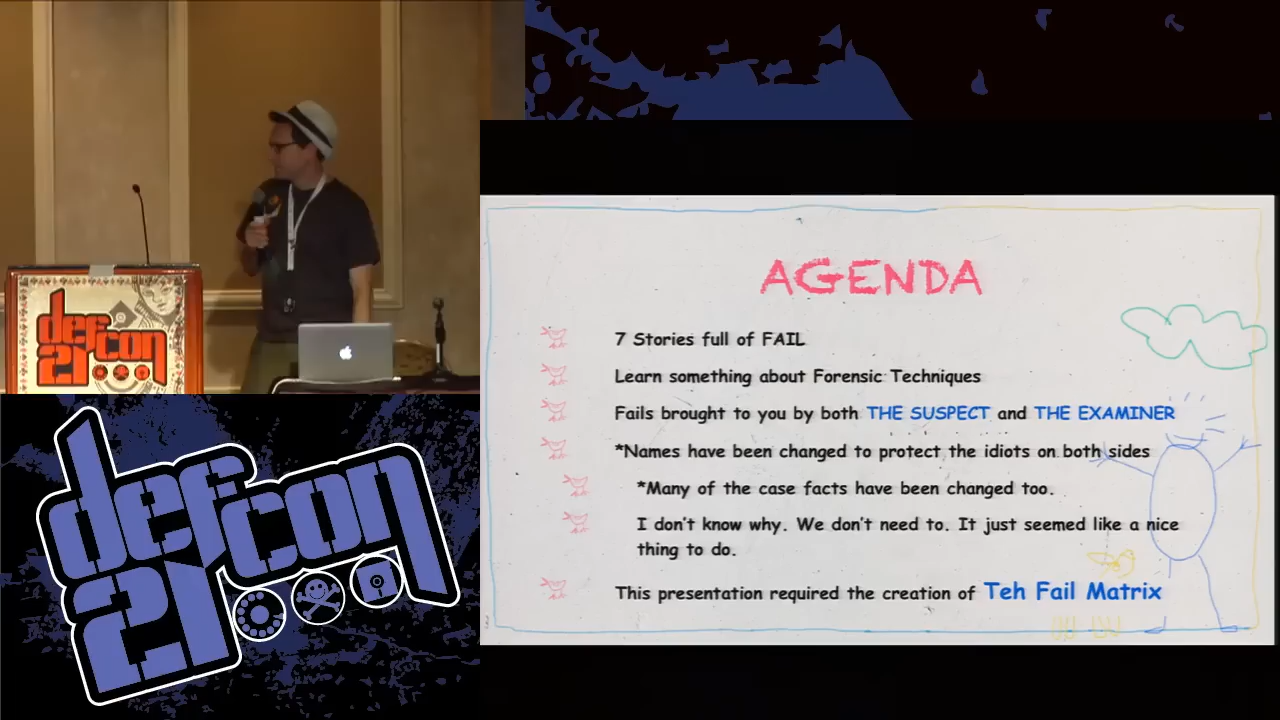 defcon
21
defcon
21
AGENDA
7 Stories full of FAIL
Learn something about Forensic Techniques
Fails brought to you by both THE SUSPECT and THE EXAMINER
*Names have been changed to protect the idiots on both sides
*Many of the case facts have been changed too.
I don't know why. We don't need to. It just seemed like a nice
thing to do.
This presentation required the creation of Teh Fail Matrix